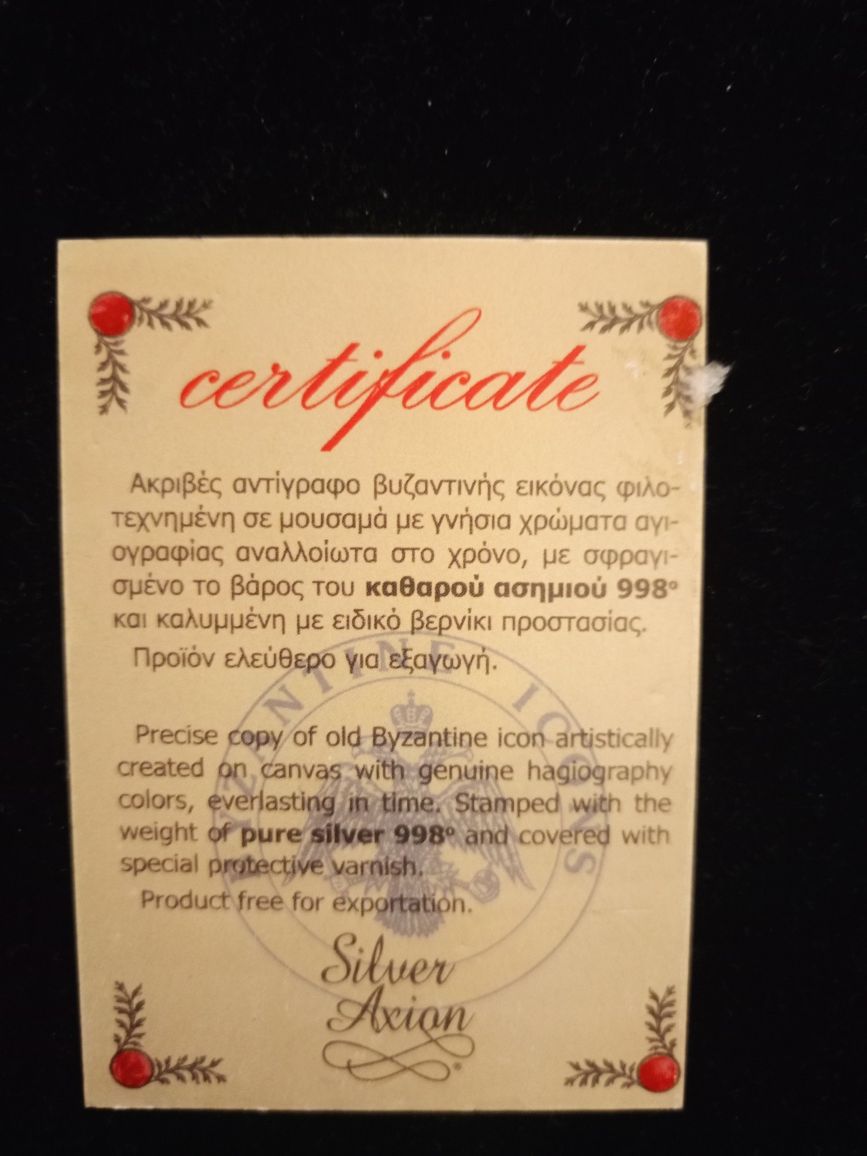 certificate
Ακριβές αντίγραφο βυζαντινής εικόνας φιλο-
τεχνημένη σε μουσαμά με γνήσια χρώματα αγι-
ογραφίας αναλλοίωτα στο χρόνο, με σφραγι-
σμένο το βάρος του καθαρού ασημιού 998°
και καλυμμένη με ειδικό βερνίκι προστασίας.
Προϊόν ελεύθερο για εξαγωγή.
YZANTINE ICONS
Precise copy of old Byzantine icon artistically
created on canvas with genuine hagiography
colors, everlasting in time. Stamped with the
weight of pure silver 998° and covered with
special protective varnish.
Product free for exportation.
Silver
Axion